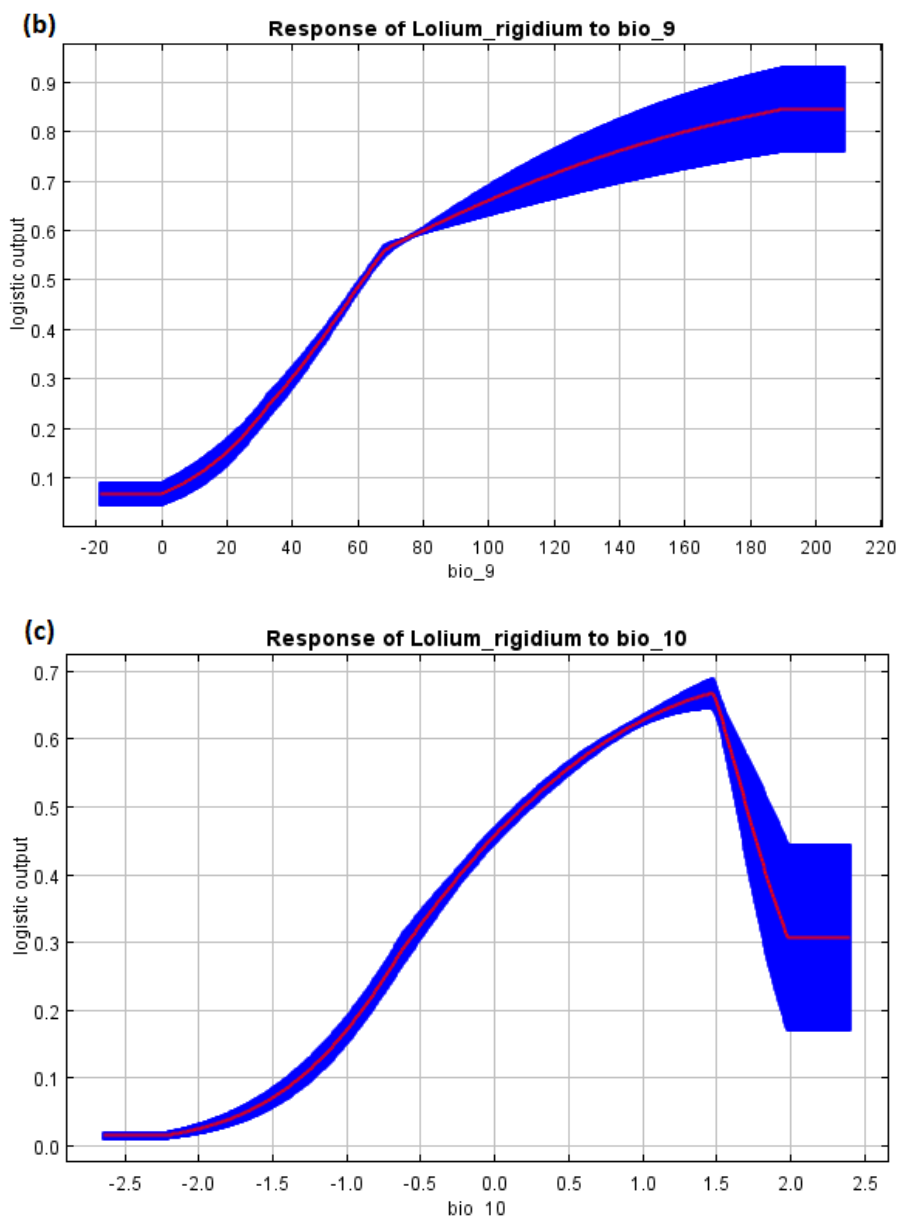 (b)
Response of Lolium_rigidium to bio_9
logistic output
0.9
0.8
0.7
0.6
0.5
0.4
0.3
0.2
0.1
-20 0 20 40 60 80 100 120 140 160 180 200 220
bio_9
(c)
Response of Lolium_rigidium to bio_10
logistic output
0.7
0.6
0.5
0.4
0.3
0.2
0.1
0.0
-2.5 -2.0 -1.5 -1.0 -0.5 0.0 0.5 1.0 1.5 2.0 2.5
bio_10